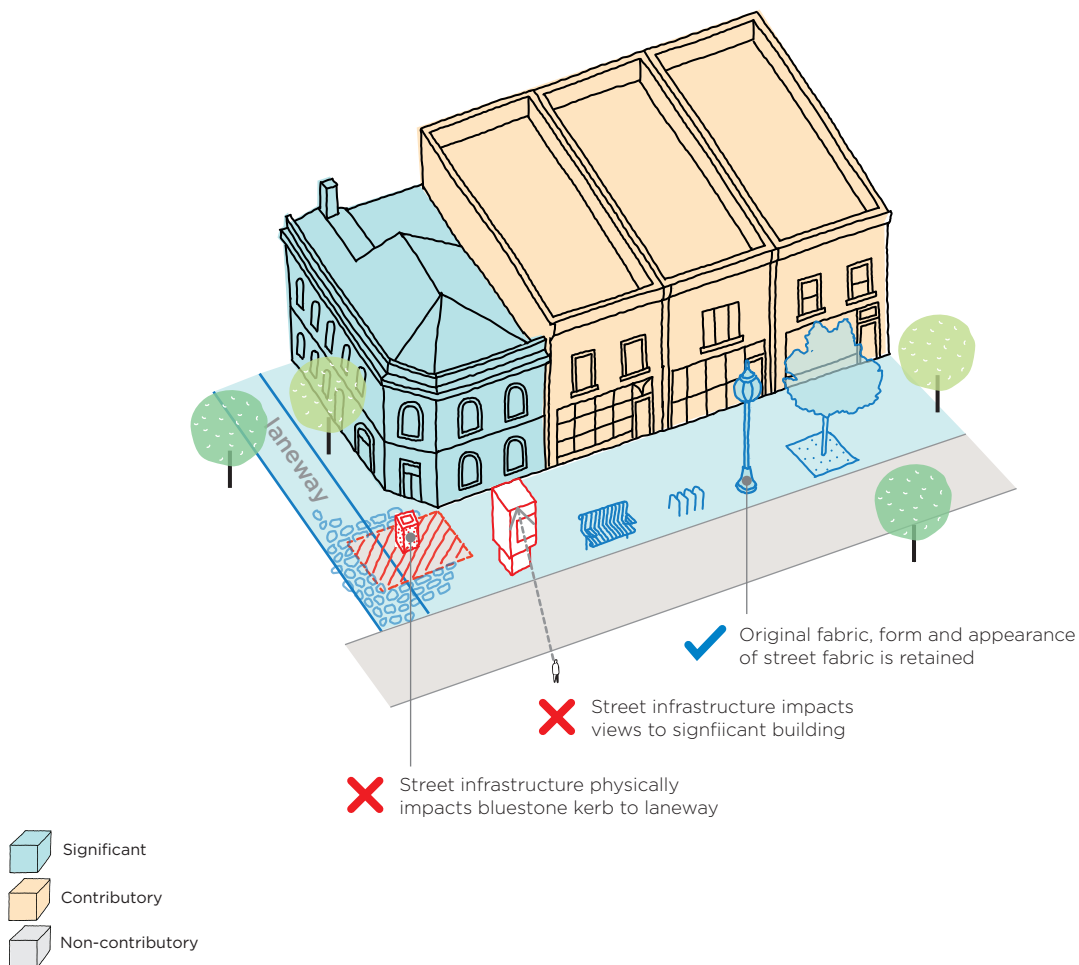 laneway
Original fabric, form and appearance
of street fabric is retained
Street infrastructure impacts
views to signfiicant building
Street infrastructure physically
impacts bluestone kerb to laneway
Significant
Contributory
Non-contributory